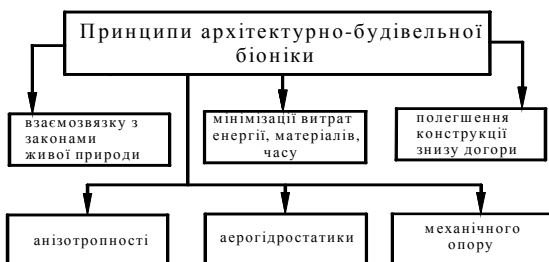 Принципи архітектурно-будівельної
біоніки
взаємозвязку з
законами
живої природи
мінімізації витрат
енергії, матеріалів,
часу
полегшення
конструкції
знизу догори
анізотропності
аерогідростатики
механічного
опору